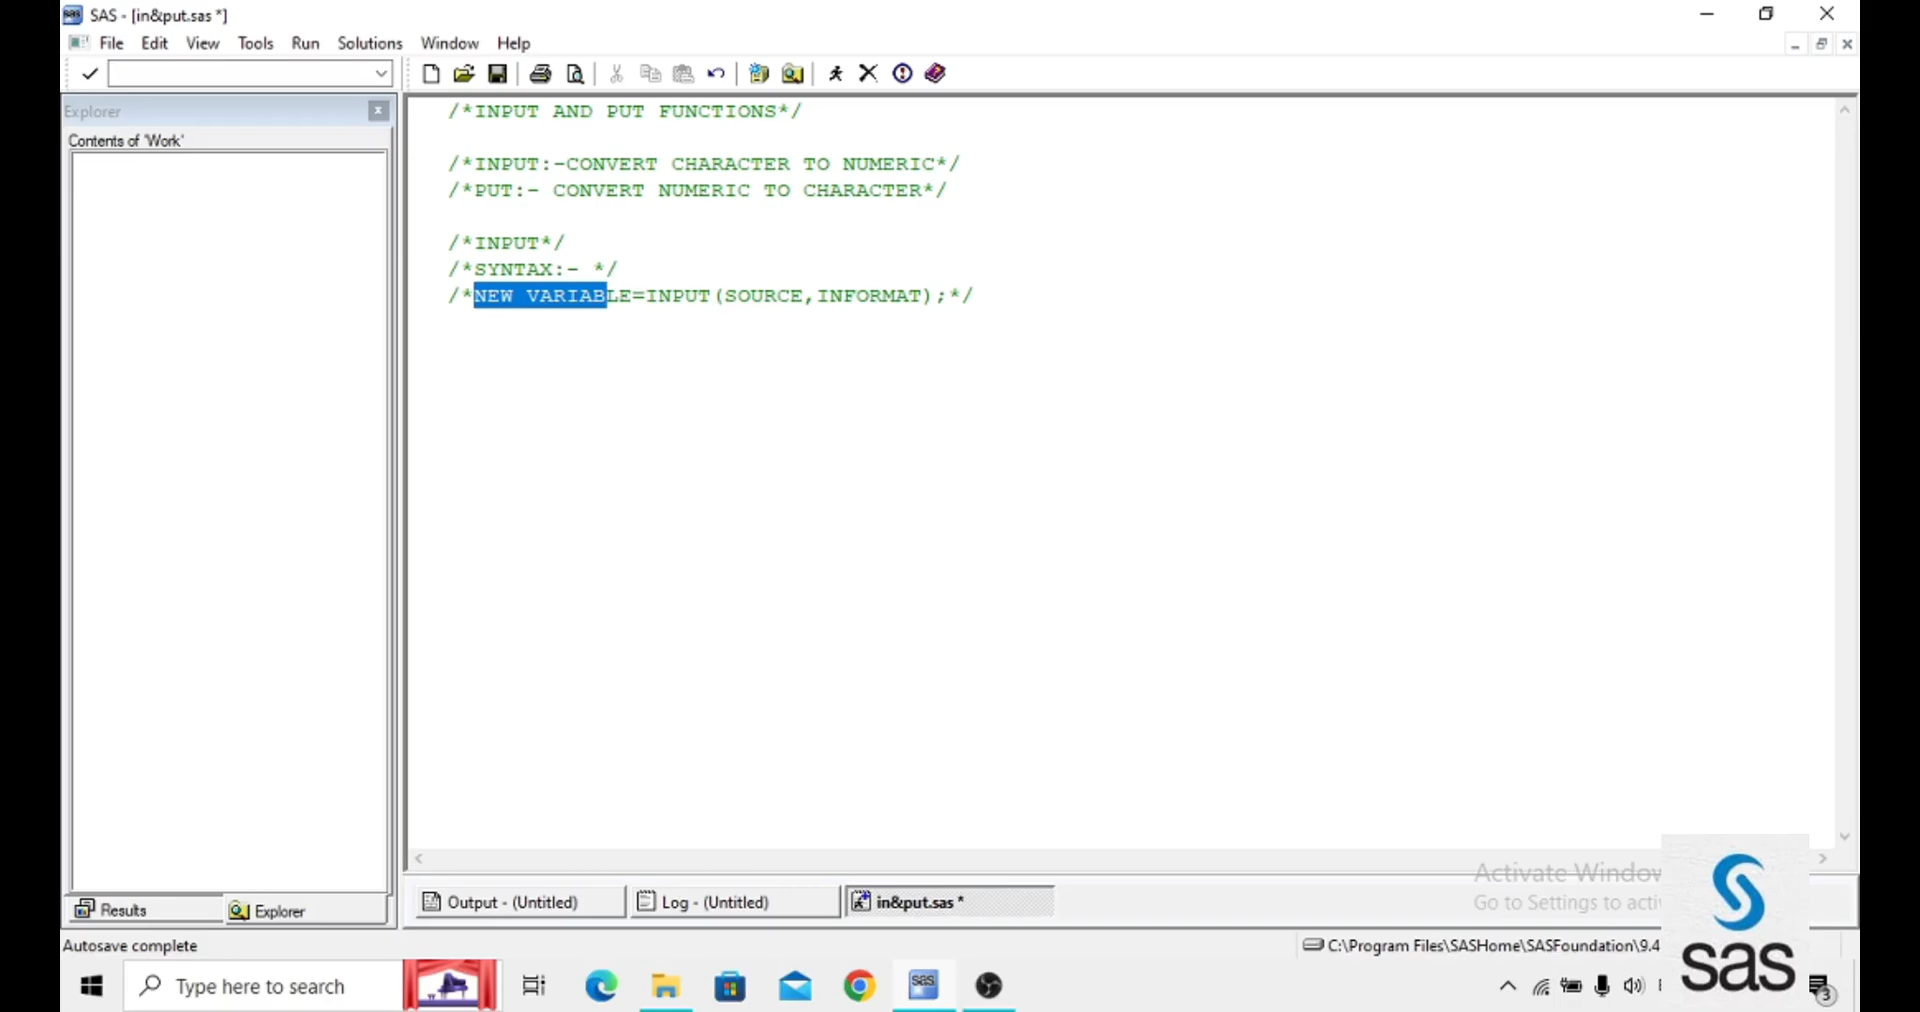 SAS - [in&put.sas *]
File Edit View Tools Run Solutions Window Help
Explorer
Contents of 'Work'
/*INPUT AND PUT FUNCTIONS*/
/*INPUT:-CONVERT CHARACTER TO NUMERIC*/
/*PUT:- CONVERT NUMERIC TO CHARACTER*/
/*INPUT*/
/*SYNTAX:- */
/*NEW VARIABLE=INPUT(SOURCE,INFORMAT);*/
Activate Window
Go to Settings to acti
Results Explorer
Output - (Untitled) Log - (Untitled) in&put.sas *
Autosave complete
C:\Program Files\SASHome\SASFoundation\9.4
sas
Type here to search
sas
3